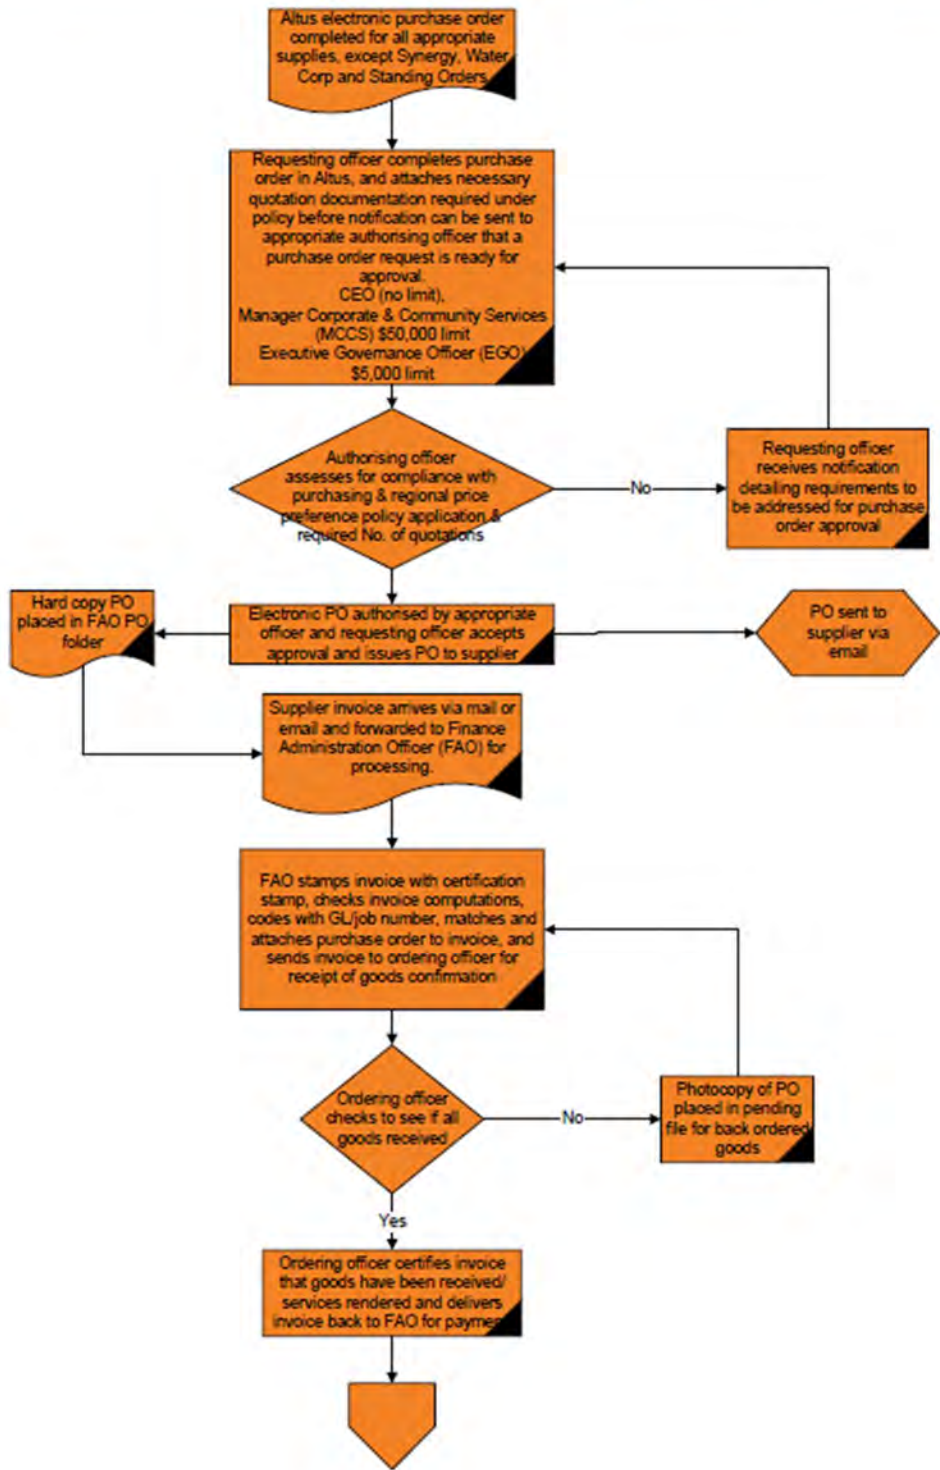 Altus electronic purchase order
completed for all appropriate
supplies, except Synergy, Water
Corp and Standing Orders
Requesting officer completes purchase
order in Altus, and attaches necessary
quotation documentation required under
policy before notification can be sent to
appropriate authorising officer that a
purchase order request is ready for
approval.
CEO (no limit),
Manager Corporate & Community Services
(MCCS) $50,000 limit
Executive Governance Officer (EGO)
$5,000 limit
Authorising officer
assesses for compliance with
purchasing & regional price
preference policy application &
required No. of quotations
No
Requesting officer
receives notification
detailing requirements to
be addressed for purchase
order approval
Hard copy PO
placed in FAO PO
folder
Electronic PO authorised by appropriate
officer and requesting officer accepts
approval and issues PO to supplier
PO sent to
supplier via
email
Supplier invoice arrives via mail or
email and forwarded to Finance
Administration Officer (FAO) for
processing.
FAO stamps invoice with certification
stamp, checks invoice computations,
codes with GL/job number, matches and
attaches purchase order to invoice, and
sends invoice to ordering officer for
receipt of goods confirmation
Ordering officer
checks to see if all
goods received
No
Photocopy of PO
placed in pending
file for back ordered
goods
Yes
Ordering officer certifies invoice
that goods have been received/
services rendered and delivers
invoice back to FAO for payment